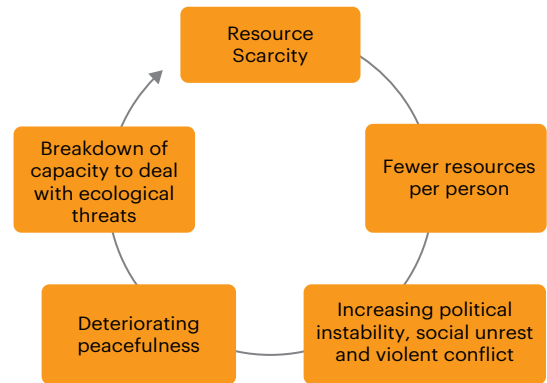 Resource
Scarcity
Fewer resources
per person
Increasing political
instability, social unrest
and violent conflict
Deteriorating
peacefulness
Breakdown of
capacity to deal
with ecological
threats